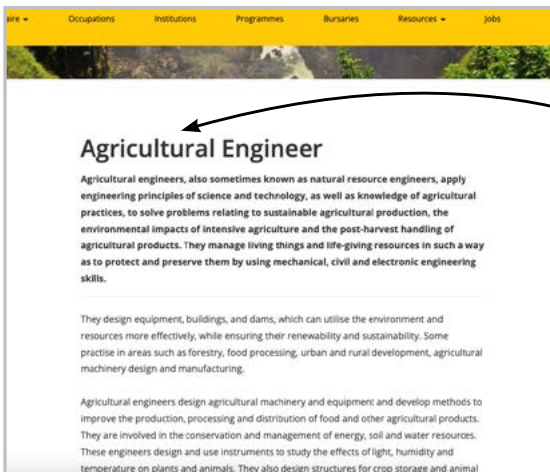 aire Occupations Institutions Programmes Bursaries Resources Jobs
Agricultural Engineer
Agricultural engineers, also sometimes known as natural resource engineers, apply
engineering principles of science and technology, as well as knowledge of agricultural
practices, to solve problems relating to sustainable agricultural production, the
environmental impacts of intensive agriculture and the post-harvest handling of
agricultural products. They manage living things and life-giving resources in such a way
as to protect and preserve them by using mechanical, civil and electronic engineering
skills.
They design equipment, buildings, and dams, which can utilise the environment and
resources more effectively, while ensuring their renewability and sustainability. Some
practise in areas such as forestry, food processing, urban and rural development, agricultural
machinery design and manufacturing.
Agricultural engineers design agricultural machinery and equipment and develop methods to
improve the production, processing and distribution of food and other agricultural products.
They are involved in the conservation and management of energy, soil and water resources.
These engineers design and use instruments to study the effects of light, humidity and
temperature on plants and animals. They also design structures for crop storage and animal